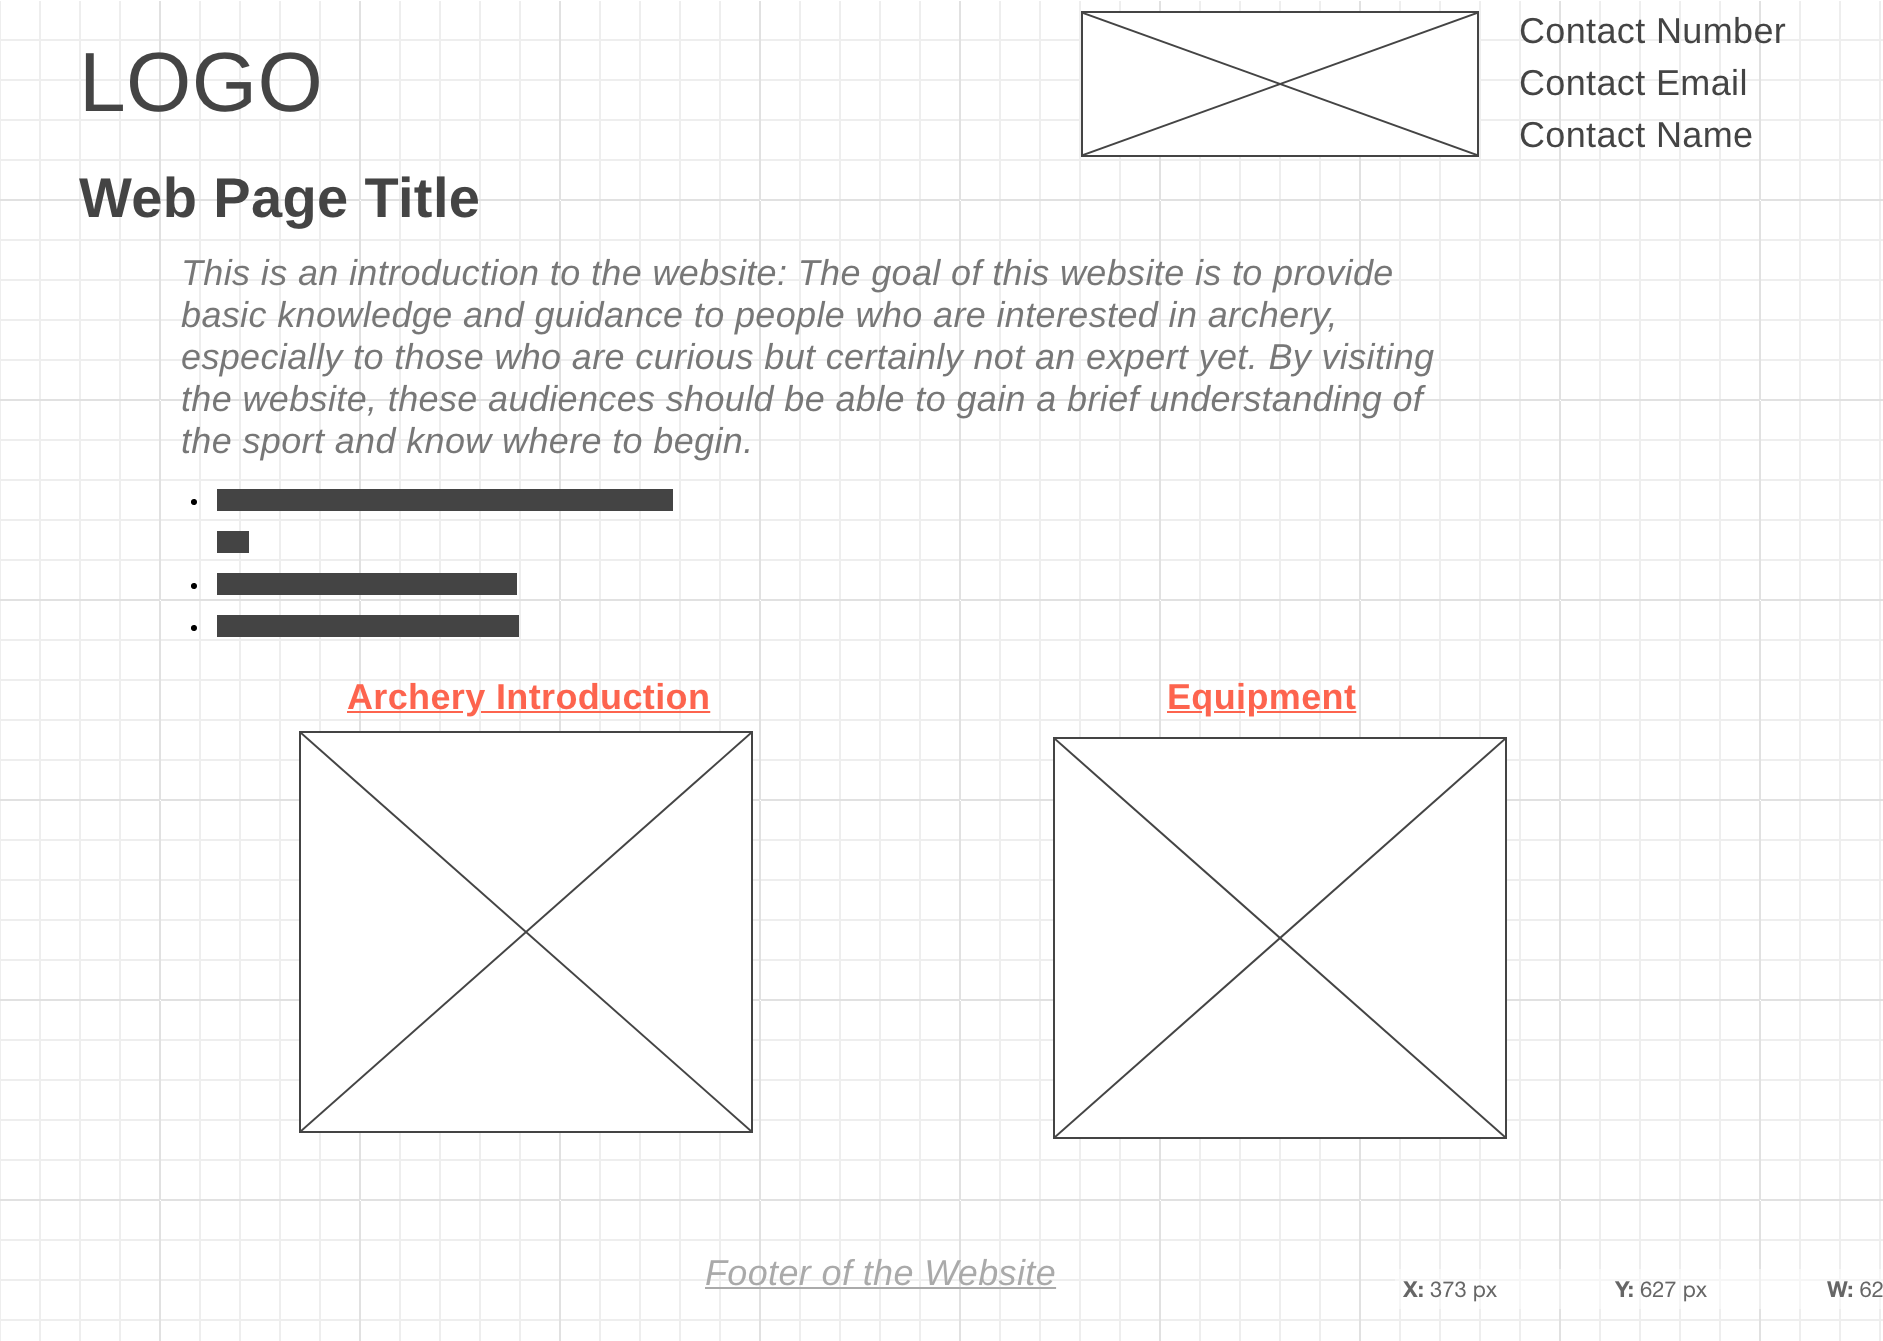 LOGO
Contact Number
Contact Email
Contact Name
Web Page Title
This is an introduction to the website: The goal of this website is to provide
basic knowledge and guidance to people who are interested in archery,
especially to those who are curious but certainly not an expert yet. By visiting
the website, these audiences should be able to gain a brief understanding of
the sport and know where to begin.
Archery Introduction
Equipment
Footer of the Website
X: 373 px Y: 627 px W: 62